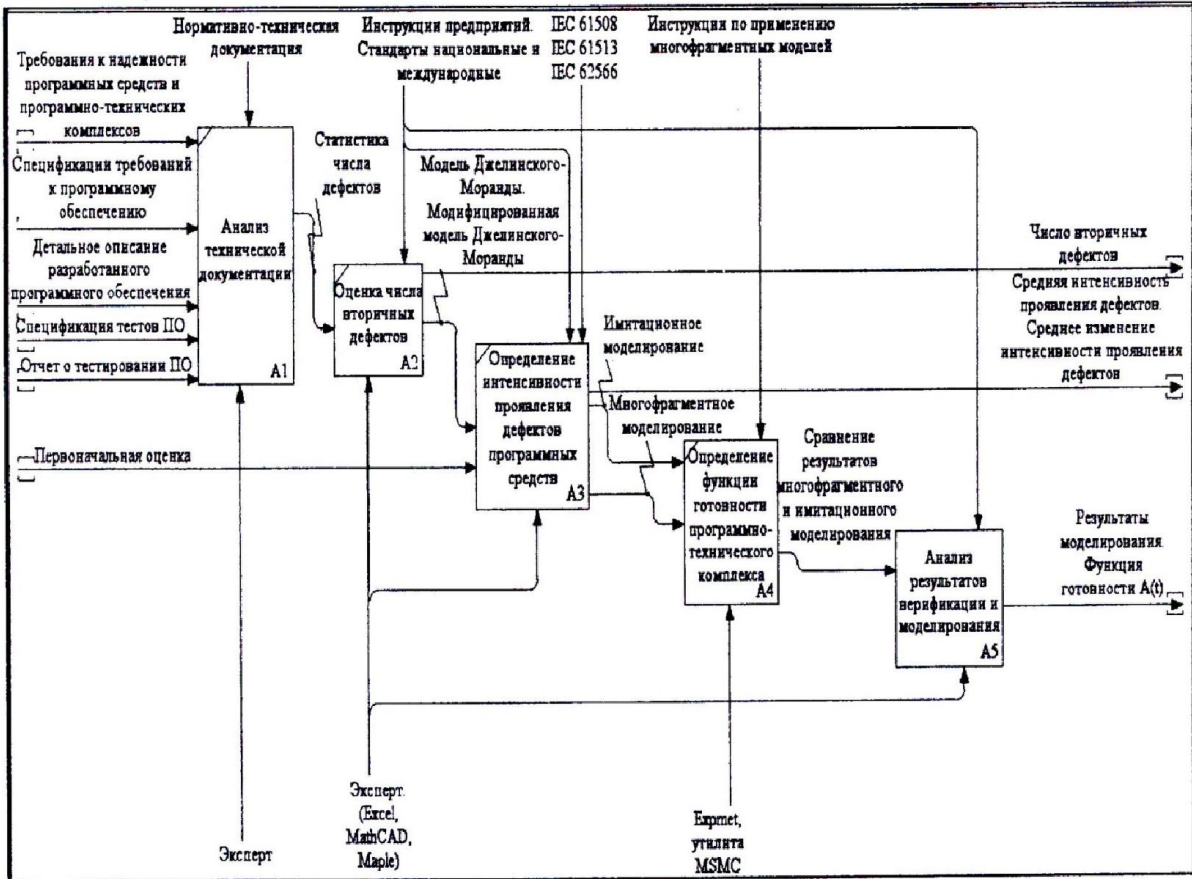 Нормативно-техническая
документация
Инструкции предприятий.
Стандарты национальные и
международные
IEC 61508
IEC 61513
IEC 62566
Инструкции по применению
многофрагментных моделей
Требования к надежности
программных средств и
программно-технических
комплексов
Спецификации требований
к программному
обеспечению
Детальное описание
разработанного
программного обеспечения
Спецификация тестов ПО
Отчет о тестировании ПО
Первоначальная оценка
Анализ
технической
документации
A1
Статистика
числа
дефектов
Оценка числа
вторичных
дефектов
A2
Модель Джелинского-
Моранды.
Модифицированная
модель Джелинского-
Моранды
Определение
интенсивности
проявления
дефектов
программных
средств
A3
Имитационное
моделирование
Многофрагментное
моделирование
Определение
функции
готовности
программно-
технического
комплекса
A4
Сравнение
результатов
многофрагментного
и имитационного
моделирования
Анализ
результатов
верификации и
моделирования
A5
Число вторичных
дефектов
Средняя интенсивность
проявления дефектов.
Среднее изменение
интенсивности проявления
дефектов
Результаты
моделирования.
Функция
готовности A(t)
Эксперт
Эксперт.
(Excel,
MathCAD,
Maple)
Expmet,
утилита
MSMC